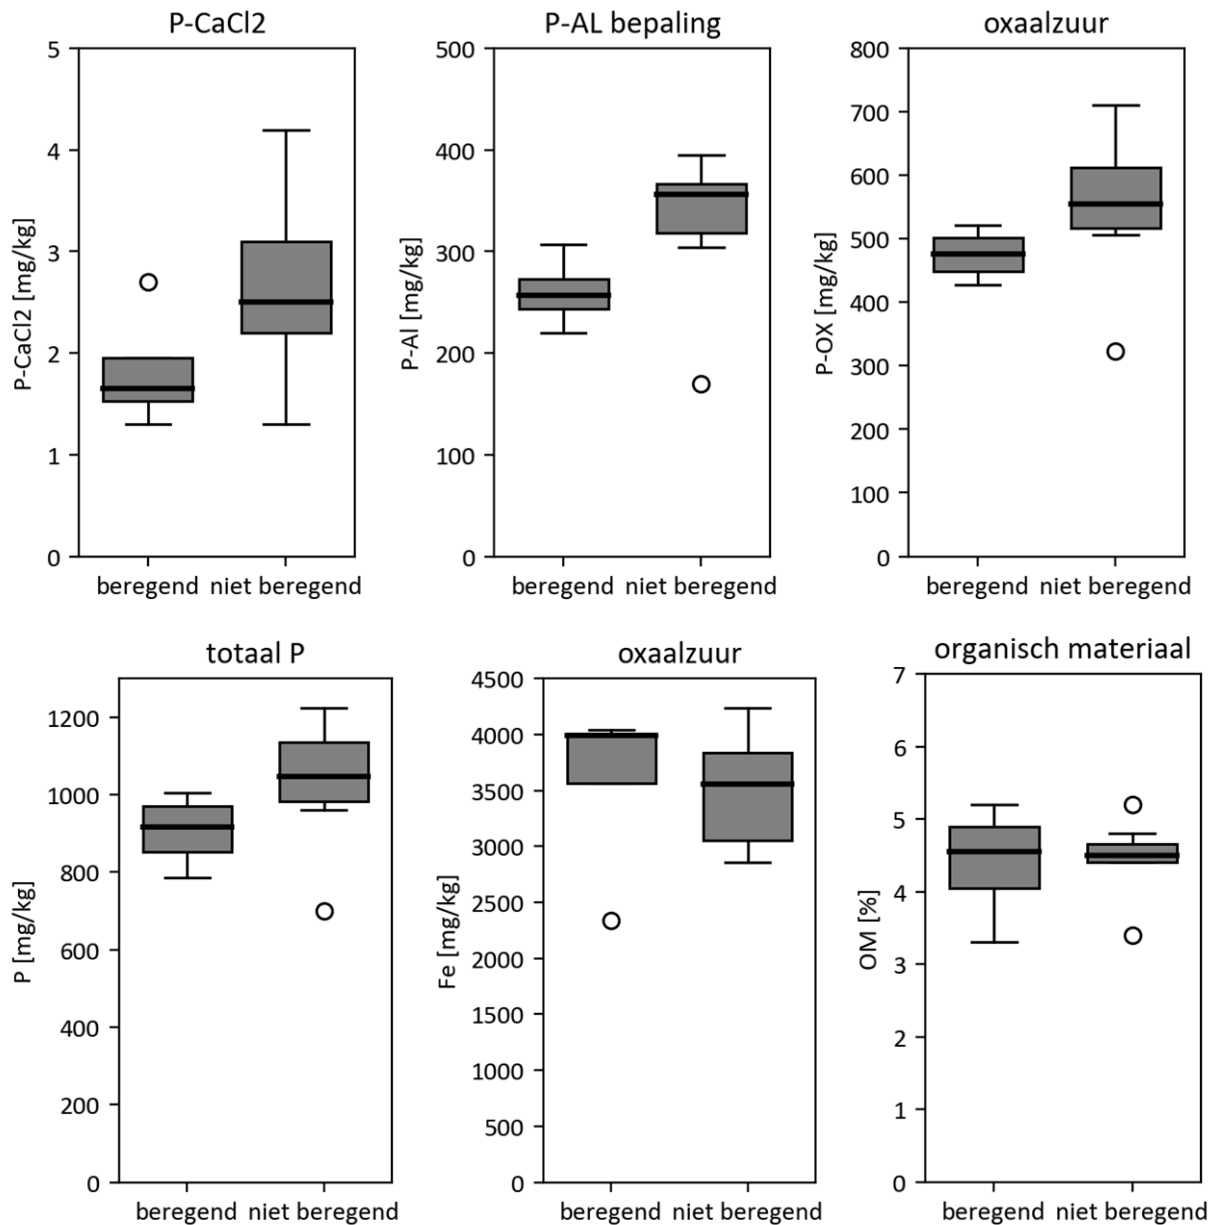 P-CaCl2
P-AL bepaling
oxaalzuur
P-CaCl2 [mg/kg]
5
4
3
2
1
0
beregend niet beregend
P-Al [mg/kg]
500
400
300
200
100
0
beregend niet beregend
P-OX [mg/kg]
800
700
600
500
400
300
200
100
0
beregend niet beregend
totaal P
oxaalzuur
organisch materiaal
P [mg/kg]
1200
1000
800
600
400
200
0
beregend niet beregend
Fe [mg/kg]
4500
4000
3500
3000
2500
2000
1500
1000
500
0
beregend niet beregend
OM [%]
7
6
5
4
3
2
1
0
beregend niet beregend